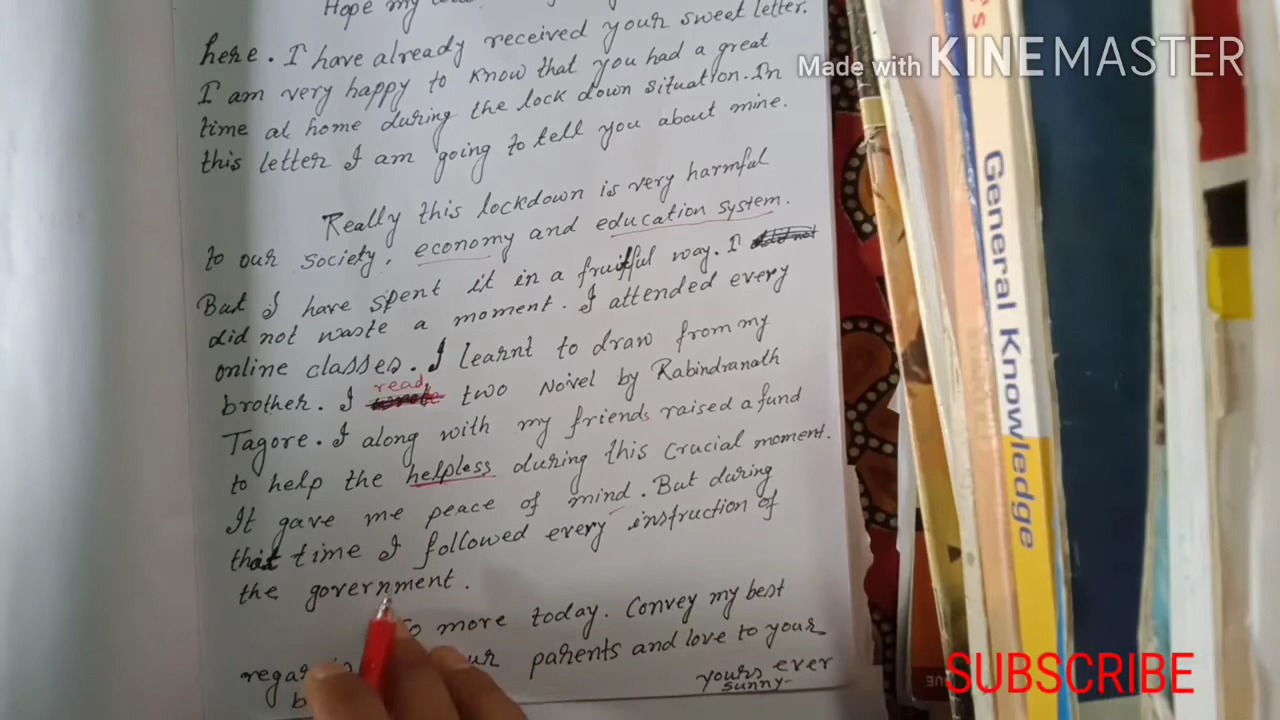 Hope my
here. I have already received your sweet letter.
I am very happy to know that you had a great
time at home during the lock down situation. In
this letter I am going to tell you about mine.
Really this lockdown is very harmful
to our society, economy and education system.
But I have spent it in a fruitful way. I did not
did not waste a moment. I attended every
online classes. I learnt to draw from my
brother. I wrote read two novel by Rabindranath
Tagore. I along with my friends raised a fund
to help the helpless during this crucial moment.
It gave me peace of mind. But during
that time I followed every instruction of
the government.
more today. Convey my best
parents and love to your
yours ever
sunny
Made with KINEMASTER
General Knowledge
SUBSCRIBE